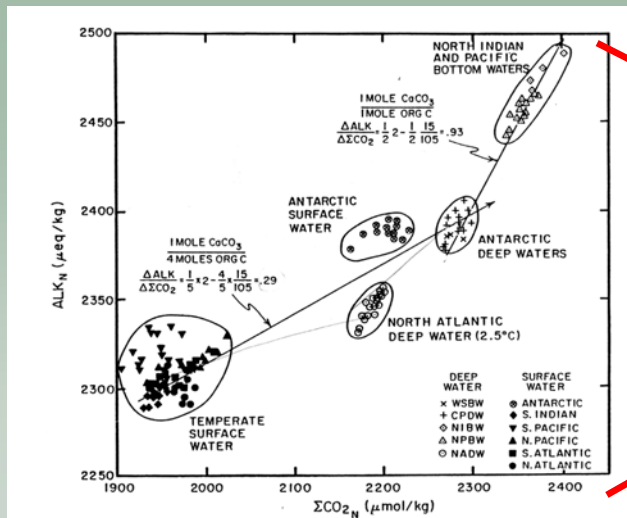 2500
2450
2400
2350
2300
2250
ALK N (μeq/kg)
NORTH INDIAN
AND PACIFIC
BOTTOM WATERS
1 MOLE CaCO3
1 MOLE ORG C
ΔALK/ΔΣCO2 = 1/2 2 - 1/2 15/105 = .93
ANTARCTIC
SURFACE
WATER
1 MOLE CaCO3
4 MOLES ORG C
ΔALK/ΔΣCO2 = 1/5 x 2 - 4/5 x 15/105 = .29
ANTARCTIC
DEEP WATERS
NORTH ATLANTIC
DEEP WATER (2.5°C)
TEMPERATE
SURFACE
WATER
DEEP WATER
× WSBW
+ CPDW
◇ NIBW
△ NPBW
○ NADW
SURFACE WATER
⊗ ANTARCTIC
◆ S. INDIAN
▼ S. PACIFIC
▲ N. PACIFIC
■ S. ATLANTIC
● N. ATLANTIC
1900 2000 2100 2200 2300 2400
ΣCO2 N (μmol/kg)